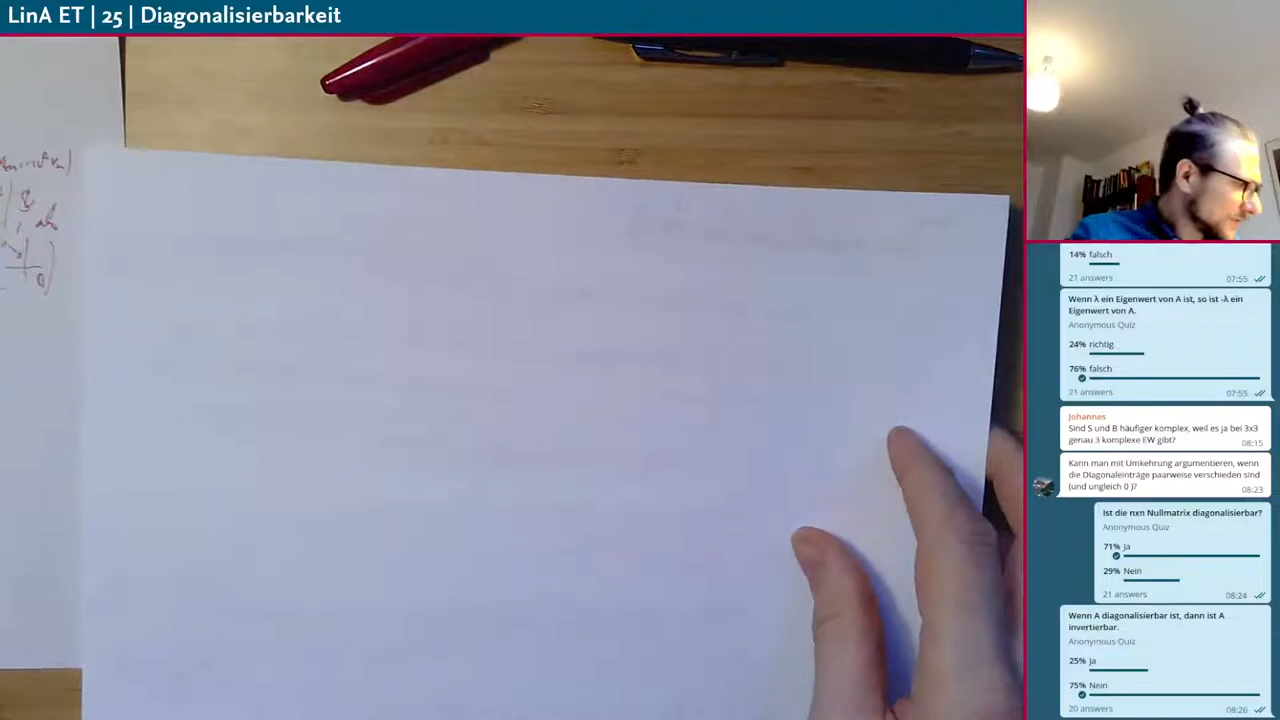 LinA ET | 25 | Diagonalisierbarkeit
14% falsch
21 answers 07:55
Wenn λ ein Eigenwert von A ist, so ist -λ ein
Eigenwert von A.
Anonymous Quiz
24% richtig
76% falsch
21 answers 07:55
Johannes
Sind S und B häufiger komplex, weil es ja bei 3x3
genau 3 komplexe EW gibt? 08:15
Kann man mit Umkehrung argumentieren, wenn
die Diagonaleinträge paarweise verschieden sind
(und ungleich 0 )? 08:23
Ist die nxn Nullmatrix diagonalisierbar?
Anonymous Quiz
71% Ja
29% Nein
21 answers 08:24
Wenn A diagonalisierbar ist, dann ist A
invertierbar.
Anonymous Quiz
25% Ja
75% Nein
20 answers 08:26